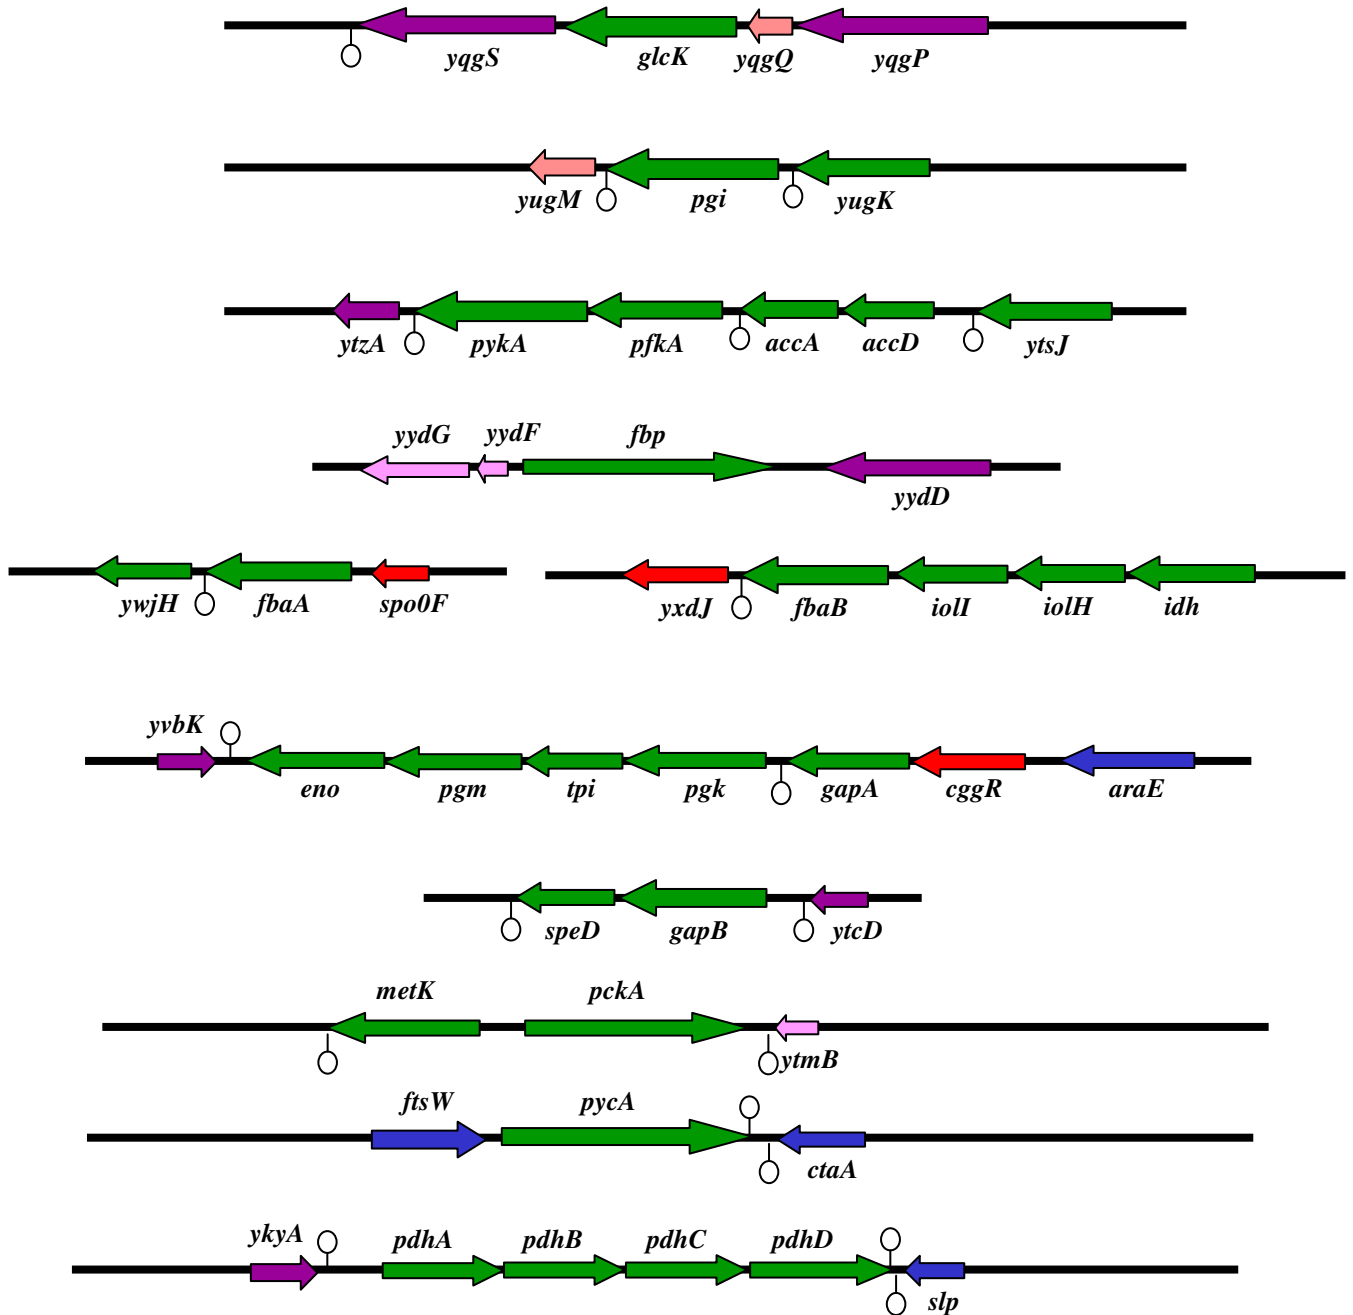 yqgS glcK yqgQ yqgP
yugM pgi yugK
ytzA pykA pfkA accA accD ytsJ
yydG yydF fbp
yydD
ywjH fbaA spo0F yxdJ fbaB iolI iolH idh
yvbK
eno pgm tpi pgk gapA cggR araE
speD gapB ytcD
metK pckA
ytmB
ftsW pycA
ctaA
ykyA pdhA pdhB pdhC pdhD
slp